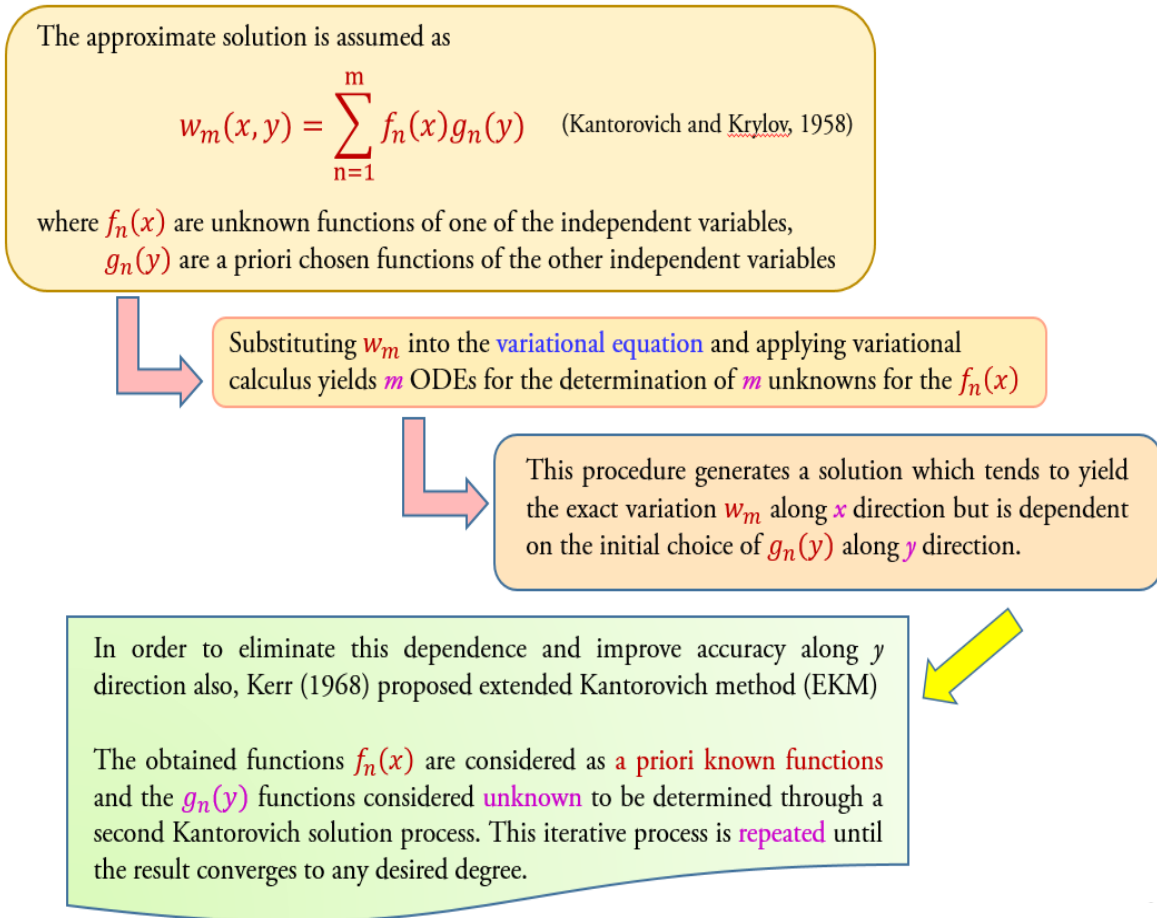 The approximate solution is assumed as
m
w_m(x, y) = ∑ f_n(x)g_n(y) (Kantorovich and Krylov, 1958)
n=1
where f_n(x) are unknown functions of one of the independent variables,
g_n(y) are a priori chosen functions of the other independent variables
Substituting w_m into the variational equation and applying variational
calculus yields m ODEs for the determination of m unknowns for the f_n(x)
This procedure generates a solution which tends to yield
the exact variation w_m along x direction but is dependent
on the initial choice of g_n(y) along y direction.
In order to eliminate this dependence and improve accuracy along y
direction also, Kerr (1968) proposed extended Kantorovich method (EKM)
The obtained functions f_n(x) are considered as a priori known functions
and the g_n(y) functions considered unknown to be determined through a
second Kantorovich solution process. This iterative process is repeated until
the result converges to any desired degree.